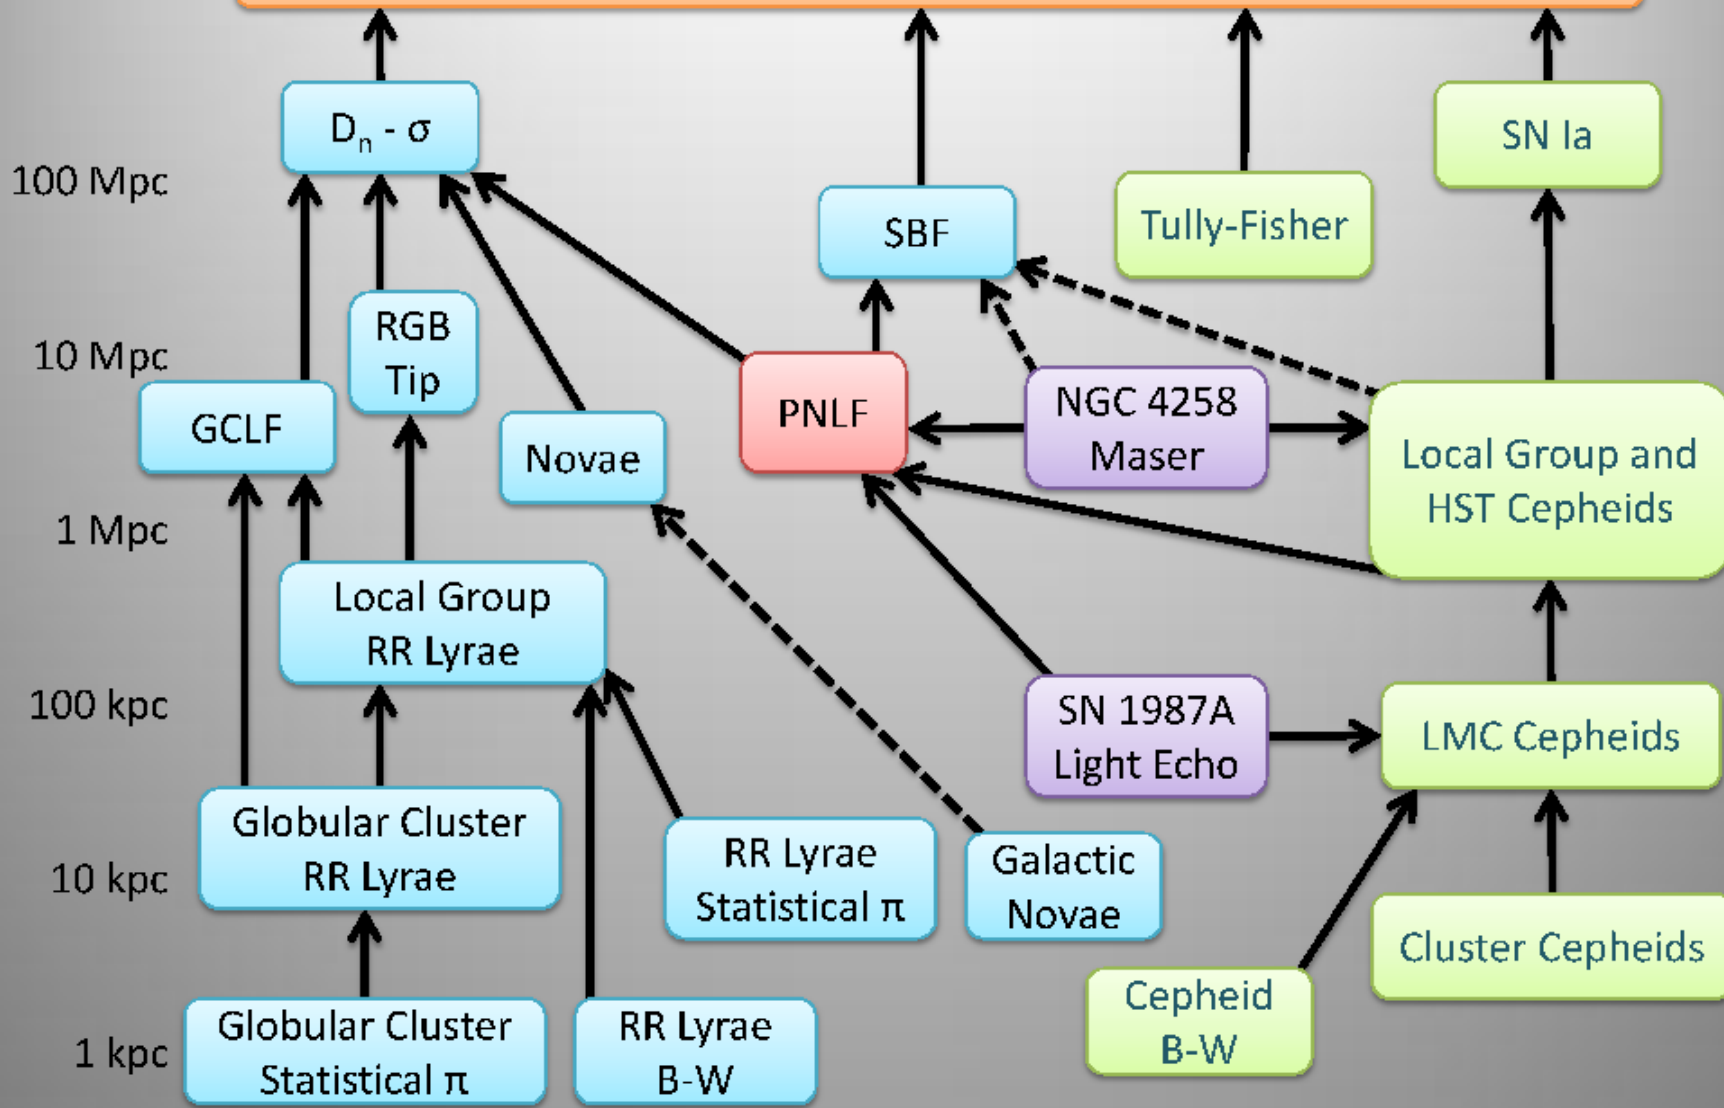 Dn - σ
SN Ia
100 Mpc
SBF
Tully-Fisher
RGB
Tip
10 Mpc
GCLF
Novae
PNLF
NGC 4258
Maser
Local Group and
HST Cepheids
1 Mpc
Local Group
RR Lyrae
100 kpc
SN 1987A
Light Echo
LMC Cepheids
Globular Cluster
RR Lyrae
10 kpc
RR Lyrae
Statistical π
Galactic
Novae
Cluster Cepheids
Cepheid
B-W
1 kpc
Globular Cluster
Statistical π
RR Lyrae
B-W